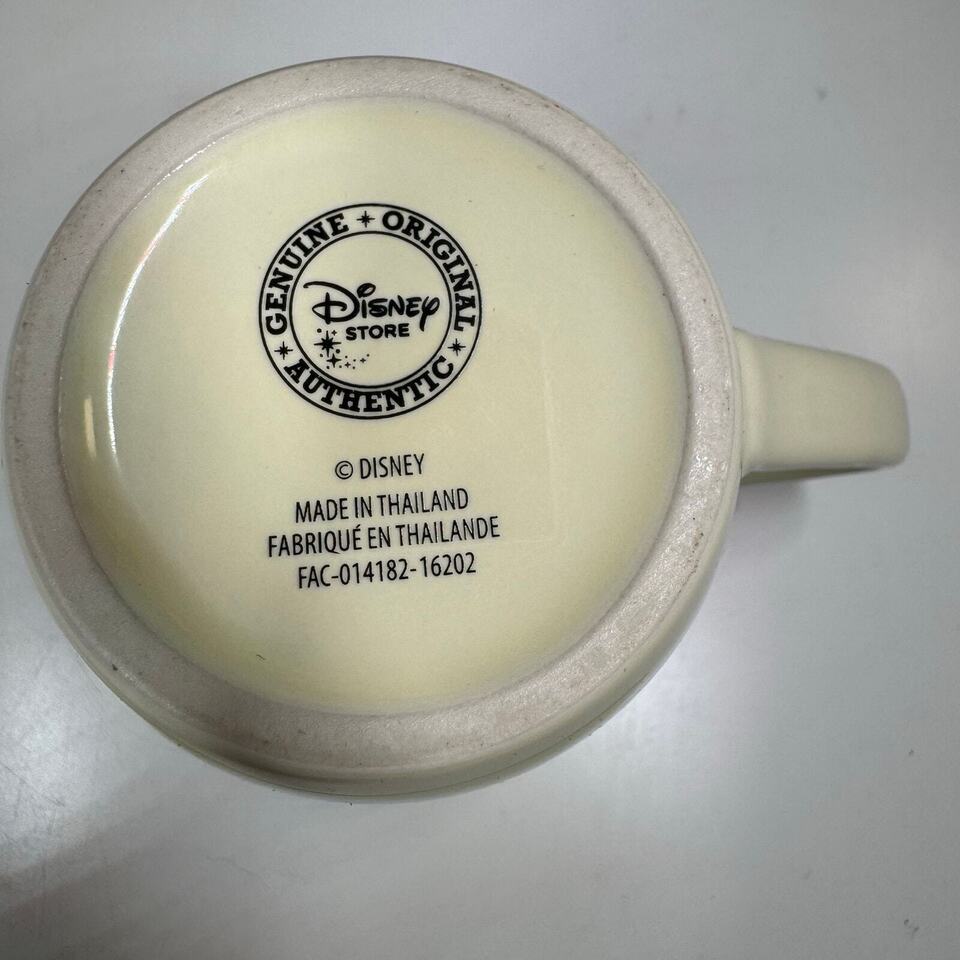 GENUINE ORIGINAL
AUTHENTIC
Disney
STORE
© DISNEY
MADE IN THAILAND
FABRIQUÉ EN THAILANDE
FAC-014182-16202